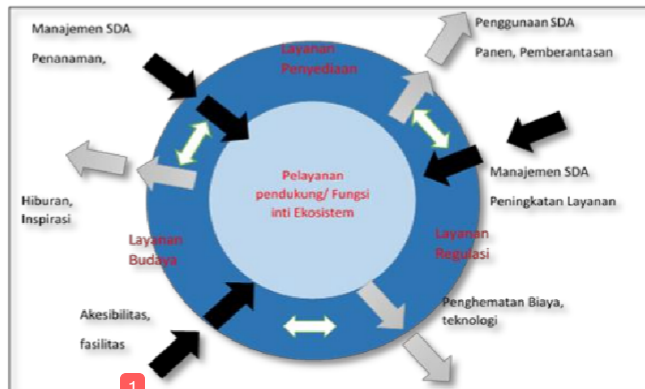 Manajemen SDA
Penanaman,
Penggunaan SDA
Panen, Pemberantasan
Layanan
Penyediaan
Pelayanan
pendukung/ Fungsi
inti Ekosistem
Manajemen SDA
Peningkatan Layanan
Hiburan,
Inspirasi
Layanan
Budaya
Layanan
Regulasi
Akesibilitas,
fasilitas
Penghematan Biaya,
teknologi
1